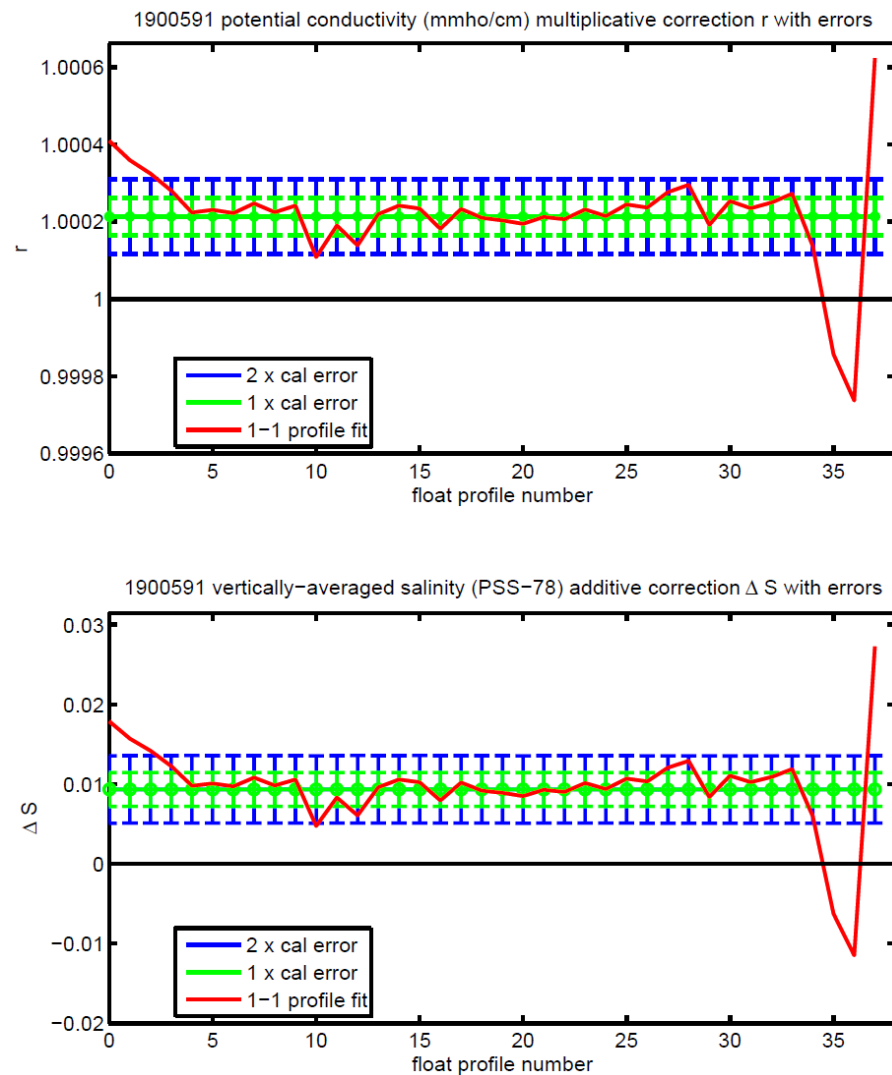 1900591 potential conductivity (mmho/cm) multiplicative correction r with errors
1.0006
1.0004
1.0002
1
0.9998
0.9996
r
2 x cal error
1 x cal error
1−1 profile fit
0 5 10 15 20 25 30 35
float profile number
1900591 vertically−averaged salinity (PSS−78) additive correction Δ S with errors
0.03
0.02
0.01
0
−0.01
−0.02
Δ S
2 x cal error
1 x cal error
1−1 profile fit
0 5 10 15 20 25 30 35
float profile number